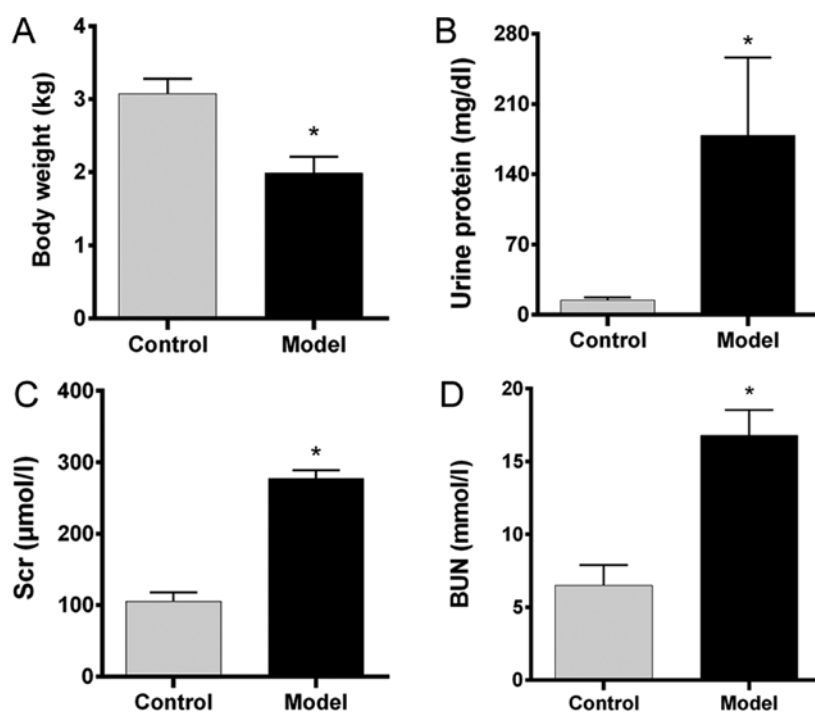 A
Body weight (kg)
4
3
2
1
0
*
Control Model
B
Urine protein (mg/dl)
280
210
140
70
0
*
Control Model
C
Scr (µmol/l)
400
300
200
100
0
*
Control Model
D
BUN (mmol/l)
20
15
10
5
0
*
Control Model